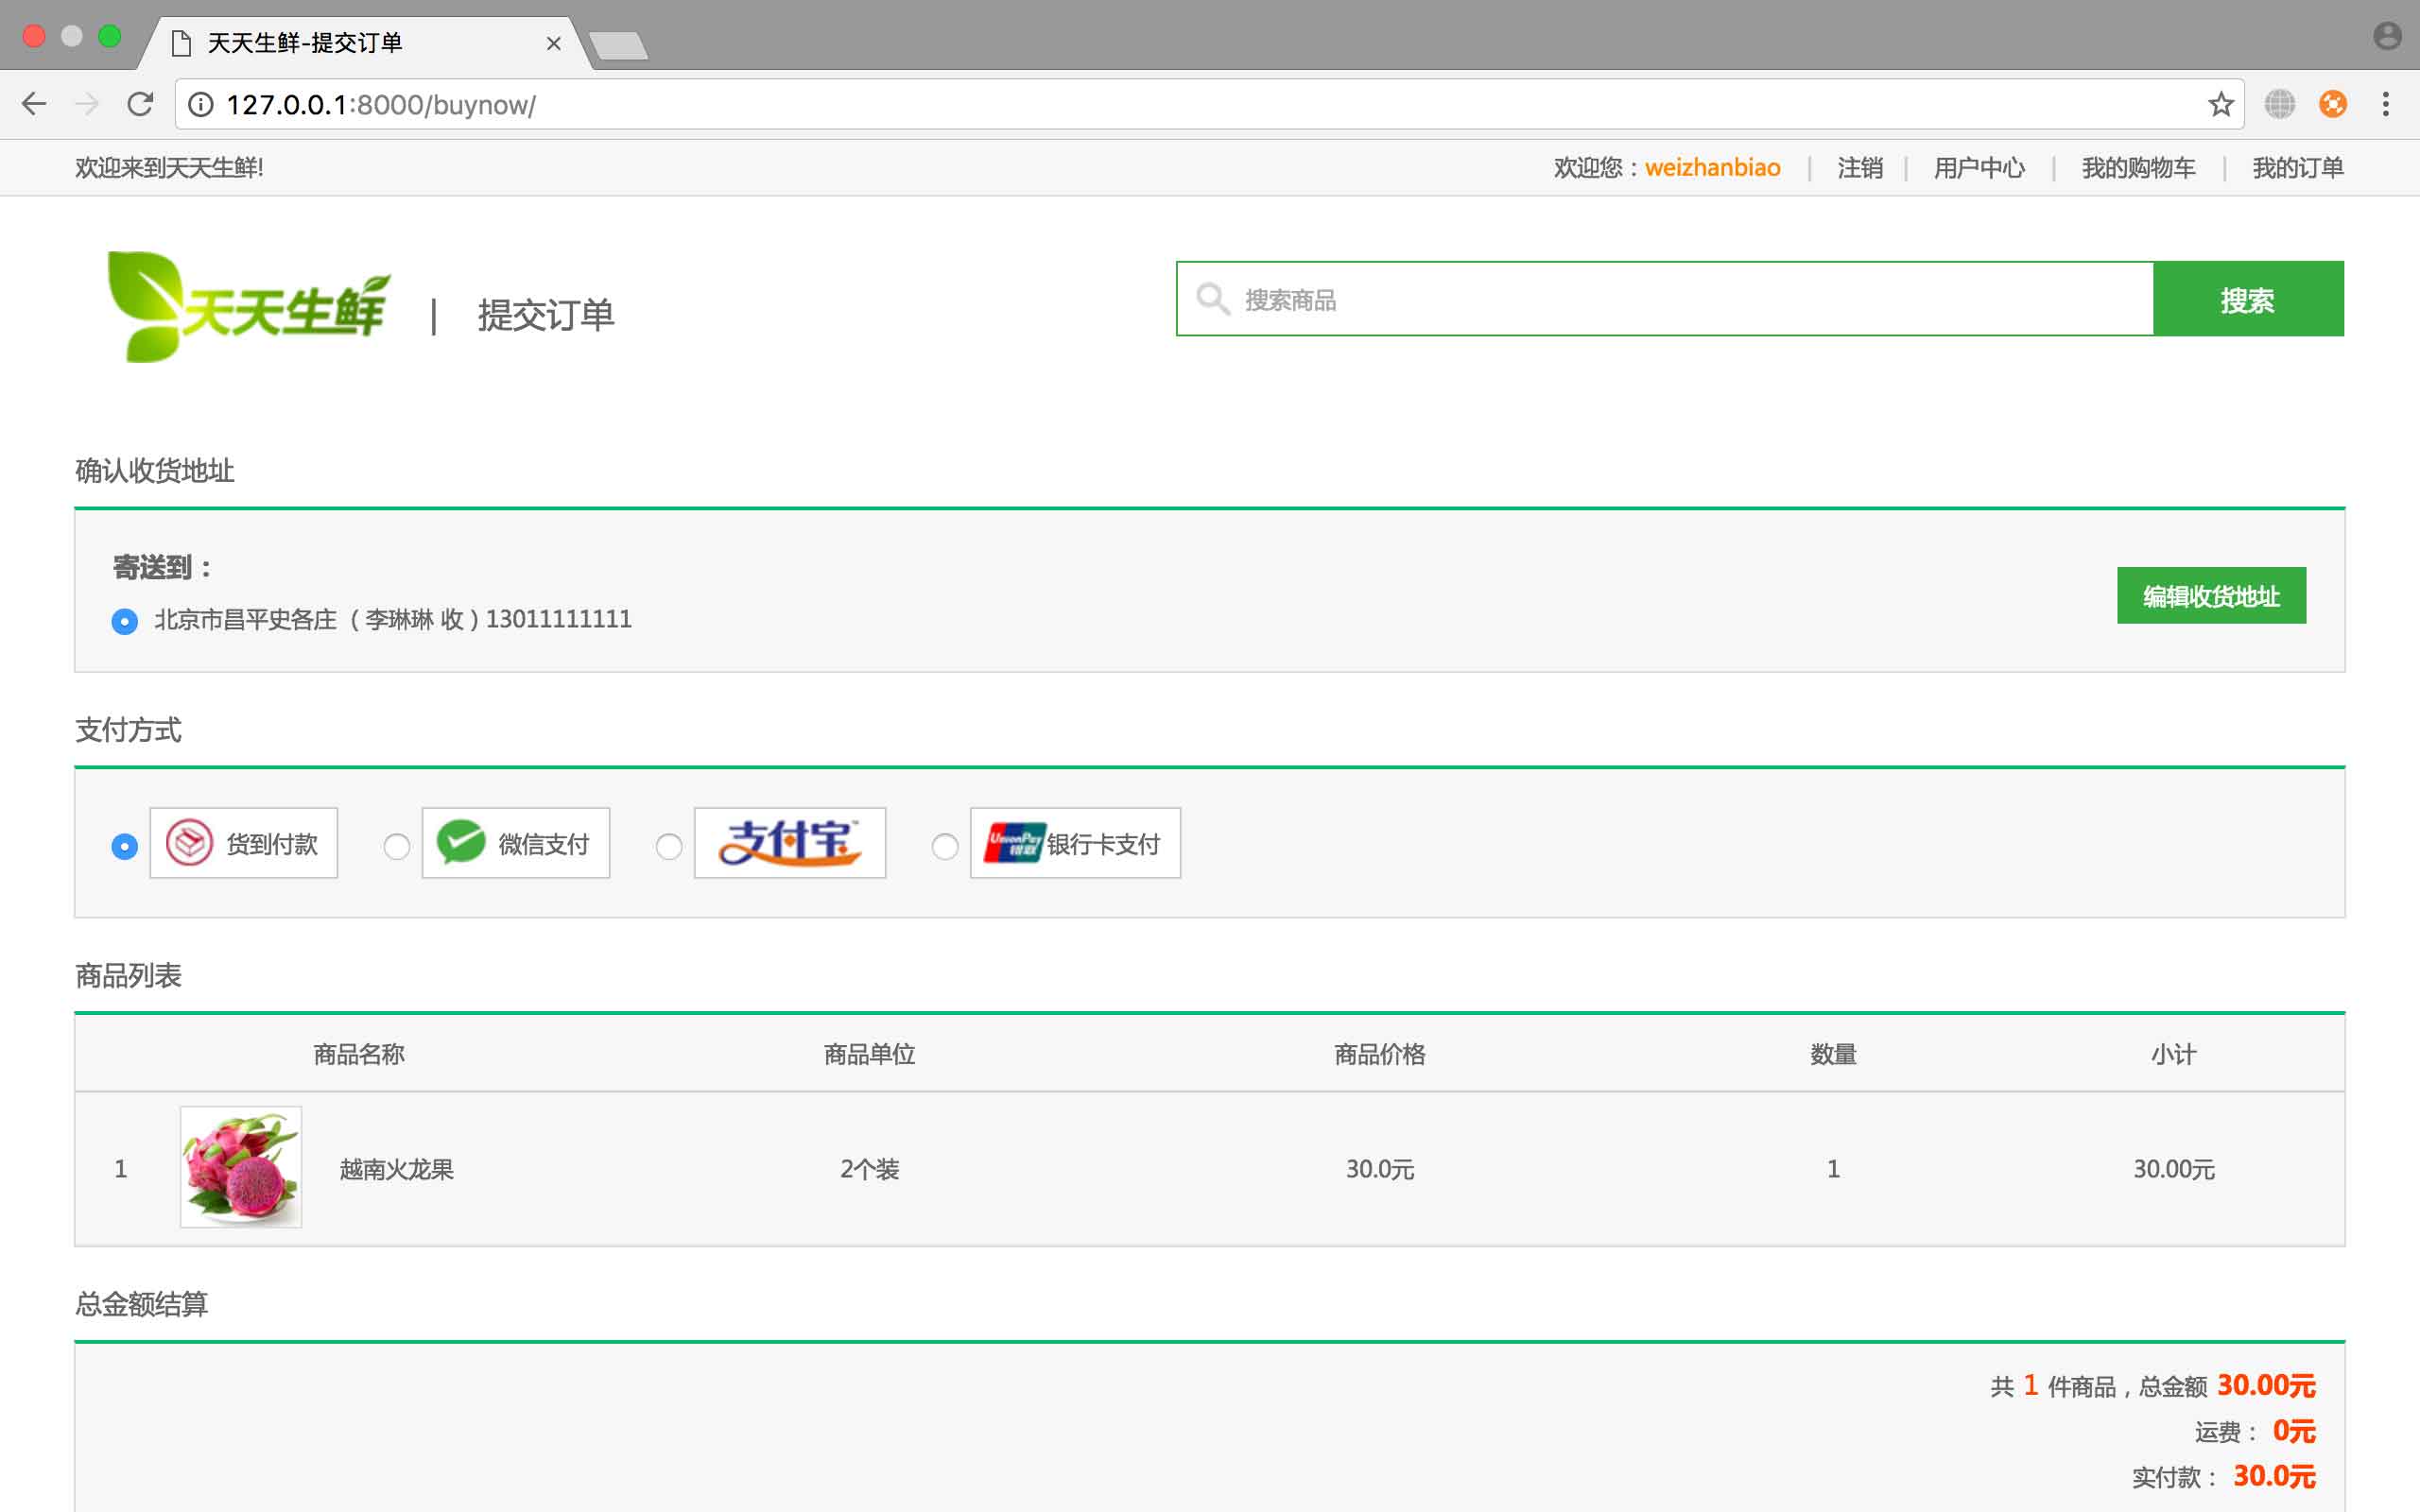 天天生鲜-提交订单
127.0.0.1:8000/buynow/
欢迎来到天天生鲜!
欢迎您：weizhanbiao | 注销 | 用户中心 | 我的购物车 | 我的订单
天天生鲜 | 提交订单
搜索商品 搜索
确认收货地址
寄送到：
北京市昌平史各庄 （李琳琳 收）13011111111
编辑收货地址
支付方式
货到付款 微信支付 支付宝™ UnionPay 银联 银行卡支付
商品列表
商品名称 商品单位 商品价格 数量 小计
1 越南火龙果 2个装 30.0元 1 30.00元
总金额结算
共 1 件商品，总金额 30.00元
运费： 0元
实付款： 30.0元